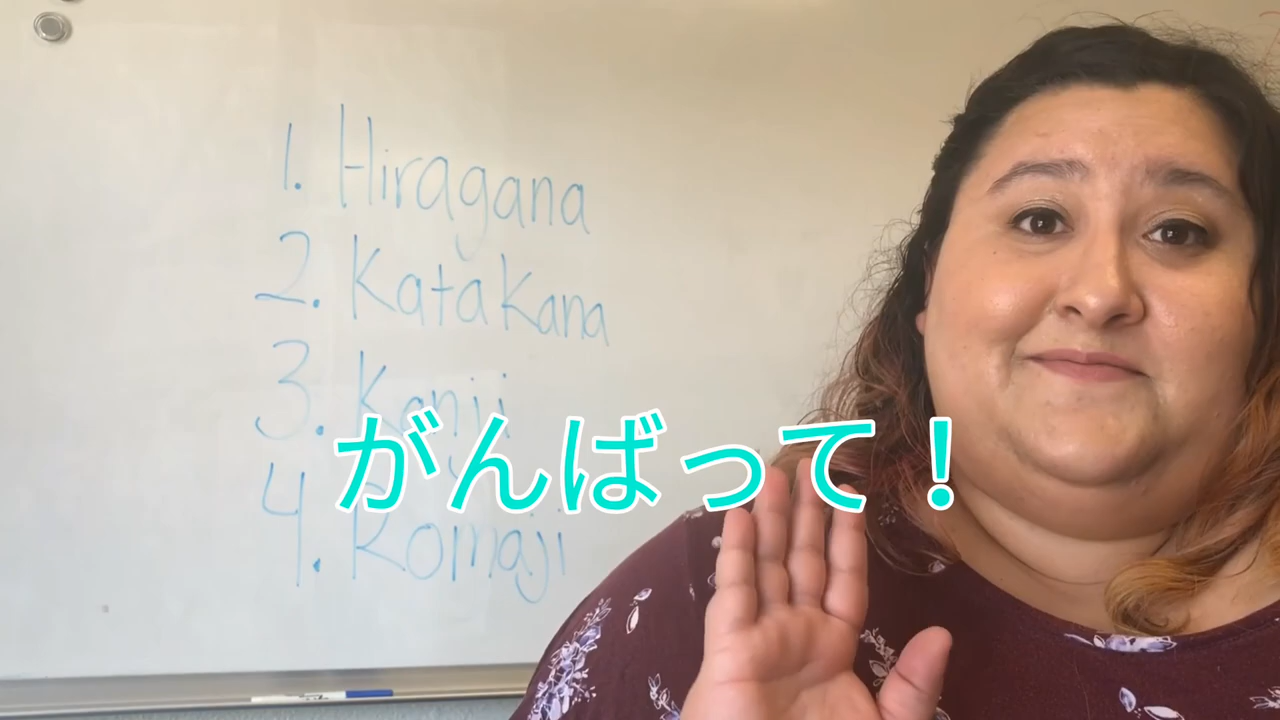 1. Hiragana
2. Katakana
3. Kanji
がんばって！
4. Romaji